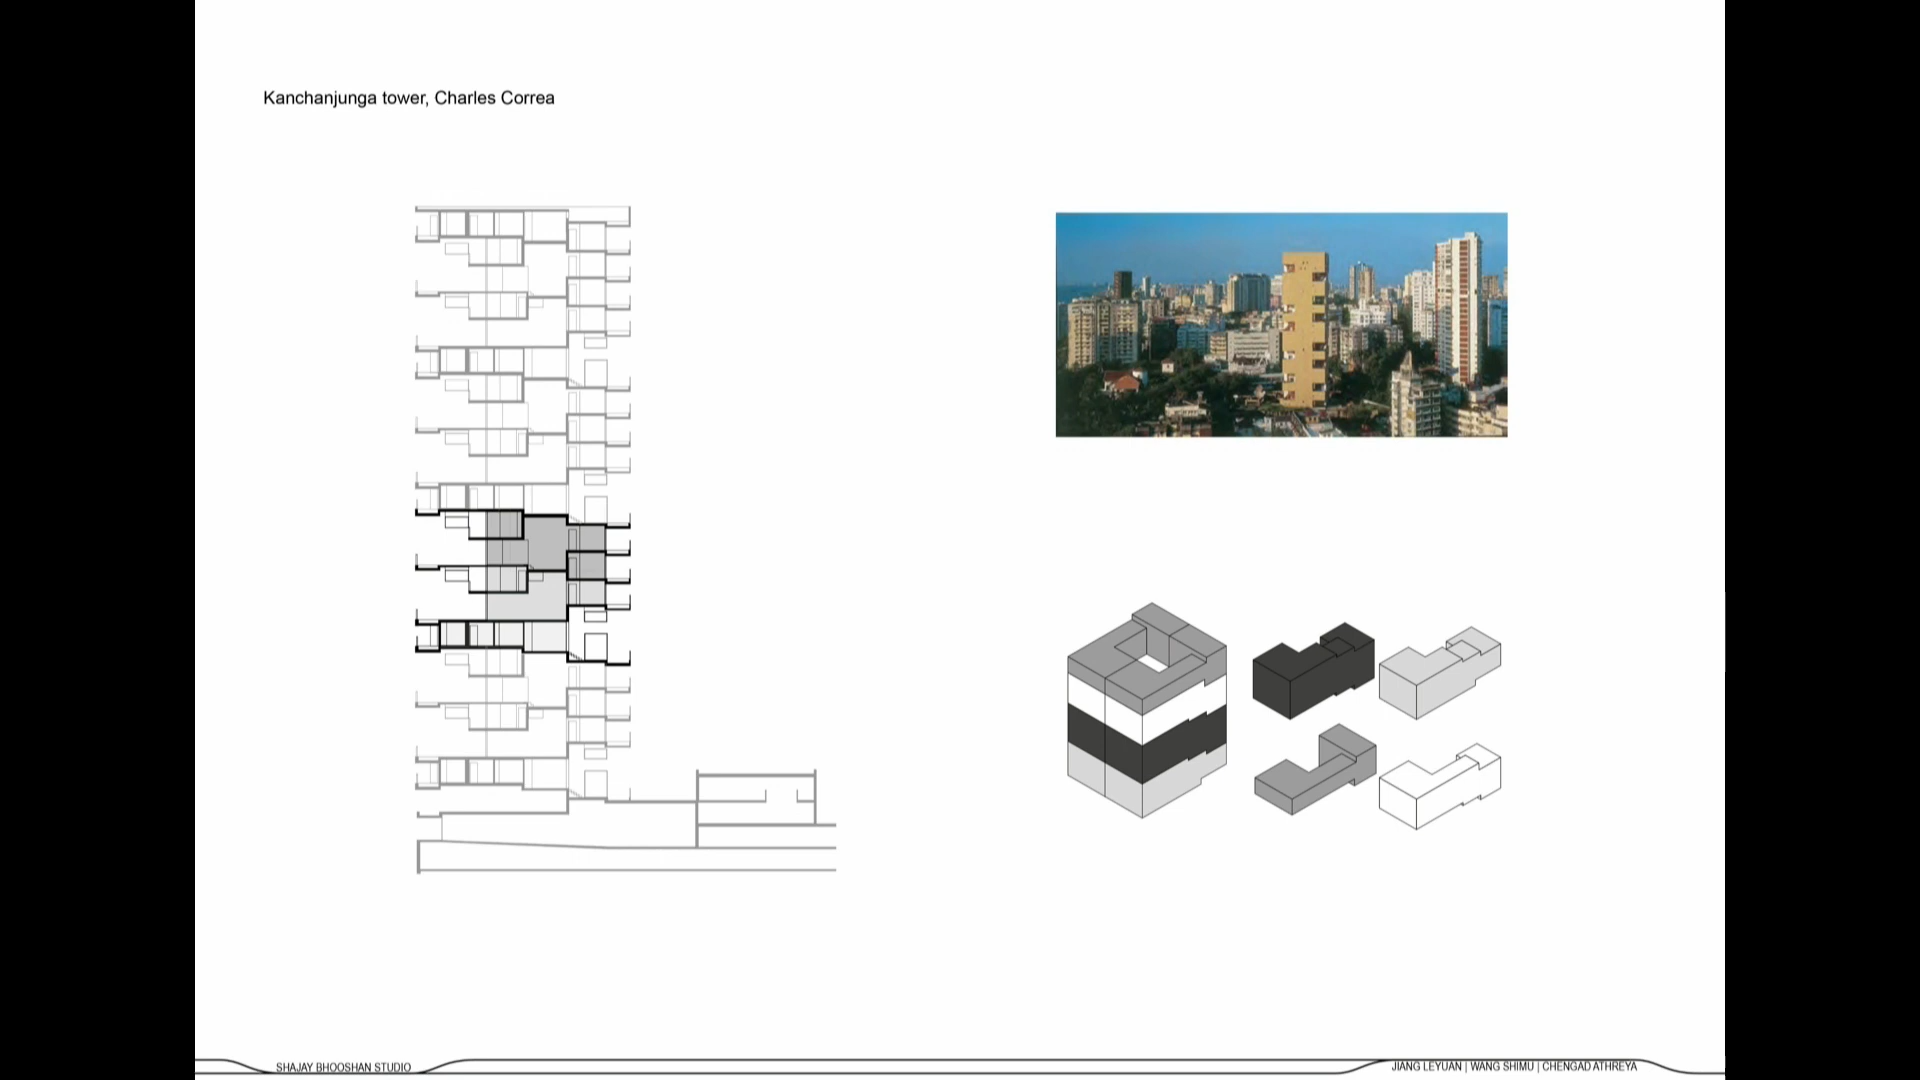 Kanchanjunga tower, Charles Correa
SHAJAY BHOOSHAN STUDIO
JIANG LEYUAN | WANG SHIMU | CHENGAD ATHREYA